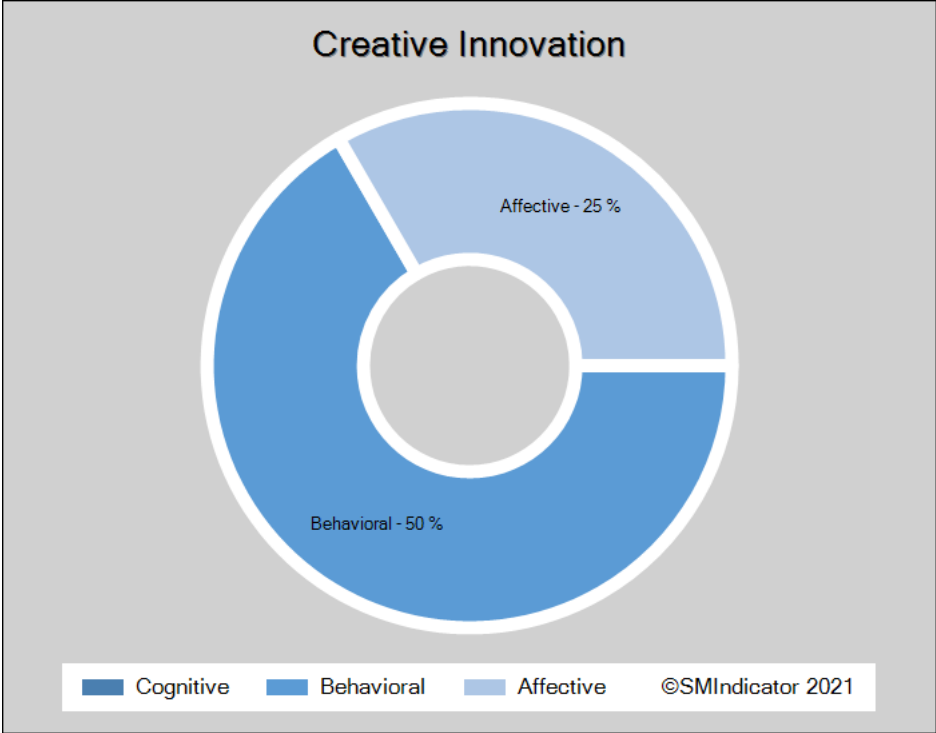 Creative Innovation
Affective - 25 %
Behavioral - 50 %
Cognitive Behavioral Affective ©SMIndicator 2021